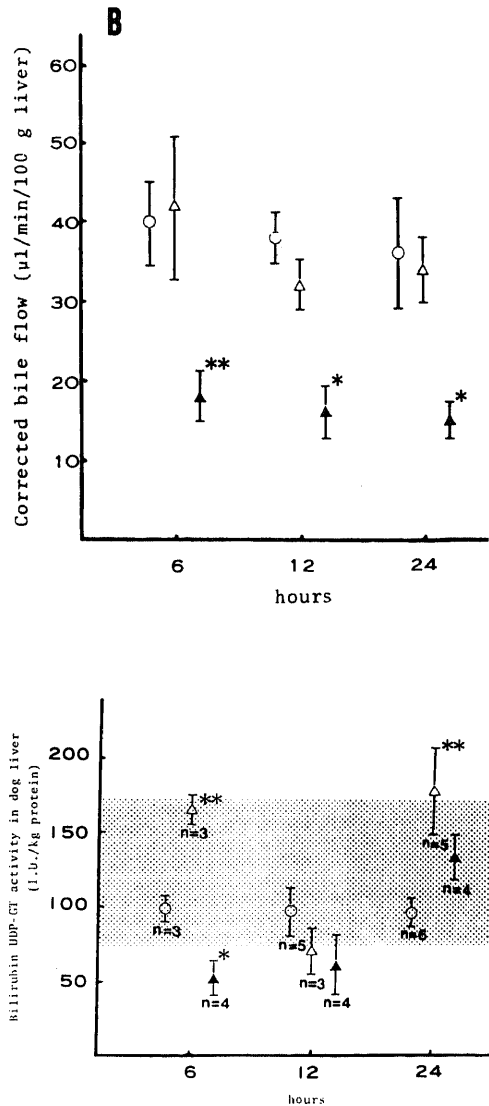 B
Corrected bile flow (µl/min/100 g liver)
60
50
40
30
20
10
**
*
*
6
12
24
hours
Bilirubin UDP-GT activity in dog liver
(I.U./kg protein)
200
150
100
50
**
n=3
n=3
*
n=4
n=5
n=3
n=4
**
n=5
n=4
n=6
6
12
24
hours